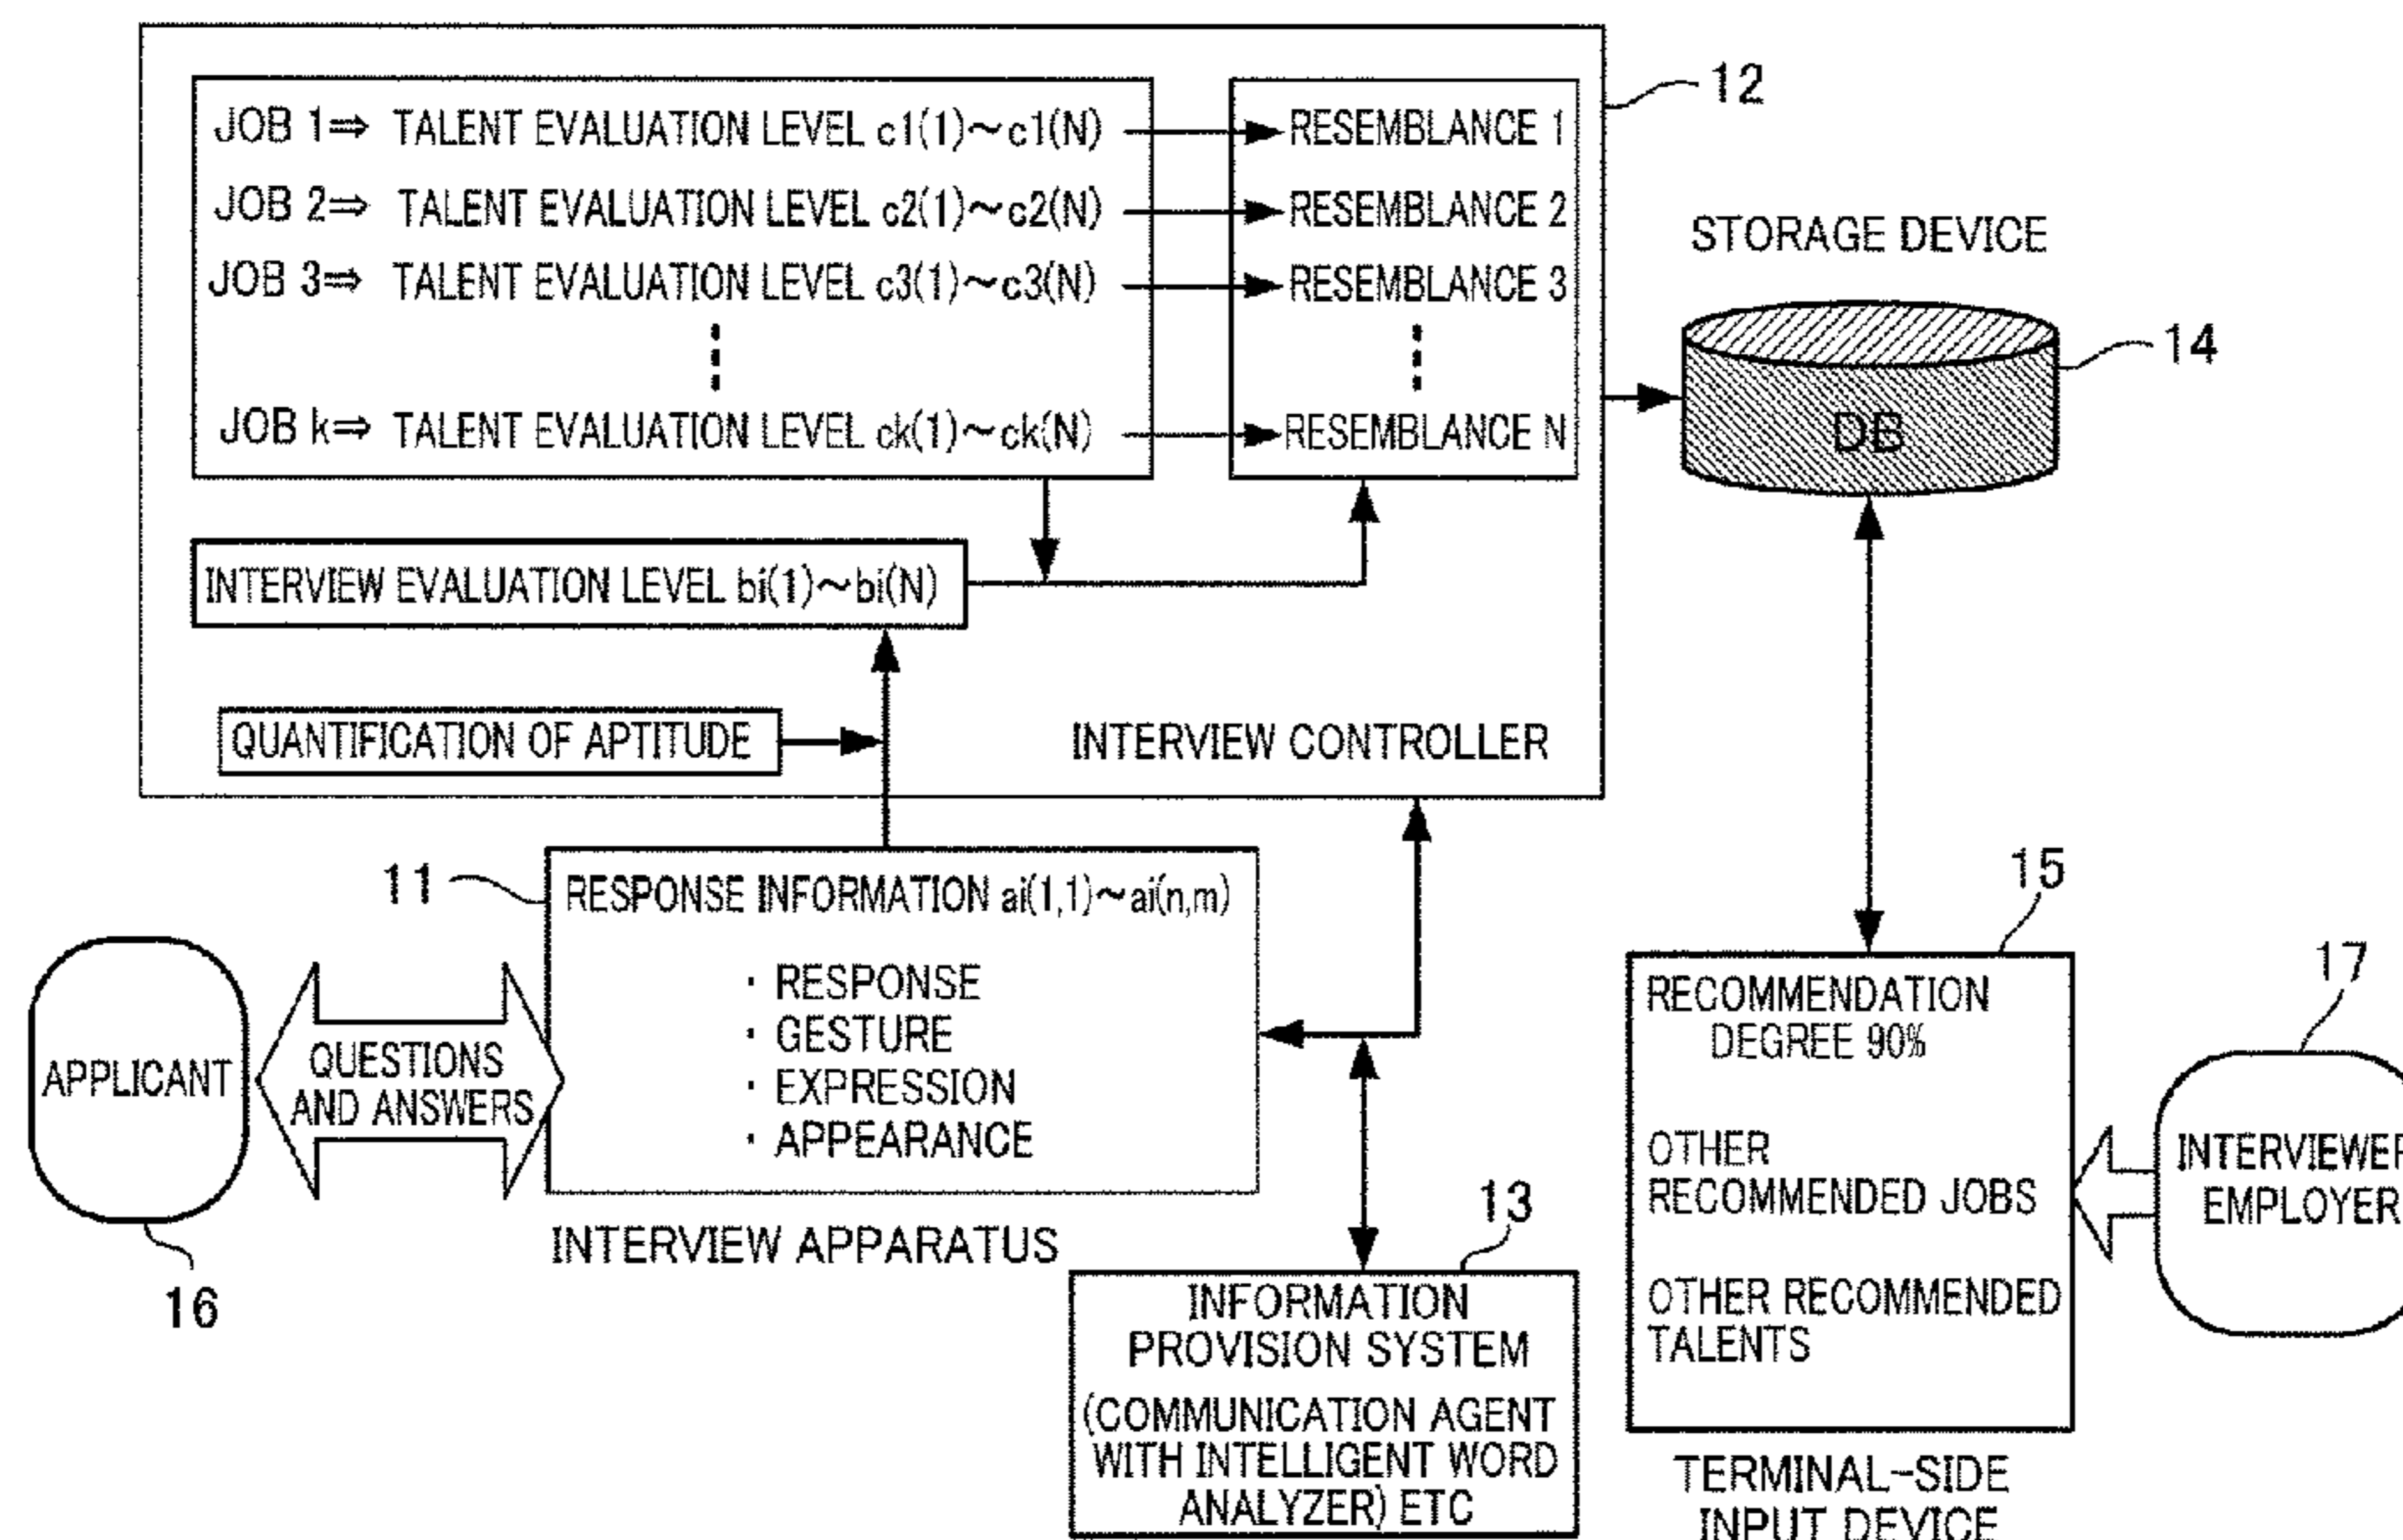 12
JOB 1⇒ TALENT EVALUATION LEVEL c1(1)~c1(N)
RESEMBLANCE 1
JOB 2⇒ TALENT EVALUATION LEVEL c2(1)~c2(N)
RESEMBLANCE 2
JOB 3⇒ TALENT EVALUATION LEVEL c3(1)~c3(N)
RESEMBLANCE 3
JOB k⇒ TALENT EVALUATION LEVEL ck(1)~ck(N)
RESEMBLANCE N
STORAGE DEVICE
14
DB
INTERVIEW EVALUATION LEVEL bi(1)~bi(N)
QUANTIFICATION OF APTITUDE
INTERVIEW CONTROLLER
11
RESPONSE INFORMATION ai(1,1)~ai(n,m)
· RESPONSE
· GESTURE
· EXPRESSION
· APPEARANCE
INTERVIEW APPARATUS
APPLICANT
16
QUESTIONS
AND ANSWERS
13
INFORMATION
PROVISION SYSTEM
(COMMUNICATION AGENT
WITH INTELLIGENT WORD
ANALYZER) ETC
15
RECOMMENDATION
DEGREE 90%
OTHER
RECOMMENDED JOBS
OTHER RECOMMENDED
TALENTS
TERMINAL-SIDE
INPUT DEVICE
17
INTERVIEWER
EMPLOYER